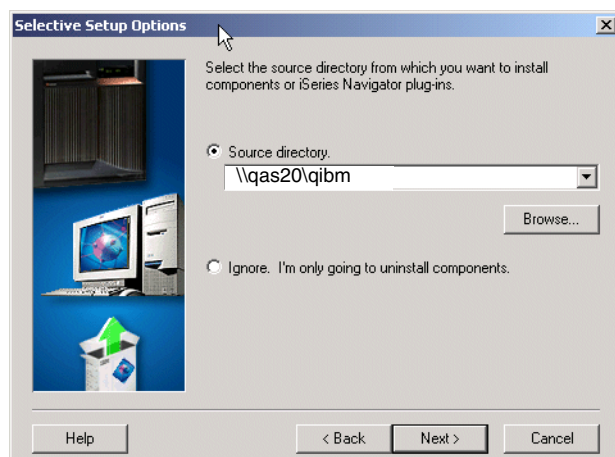 Selective Setup Options
Select the source directory from which you want to install
components or iSeries Navigator plug-ins.
Source directory.
\\qas20\qibm
Browse...
Ignore. I'm only going to uninstall components.
Help
< Back
Next >
Cancel